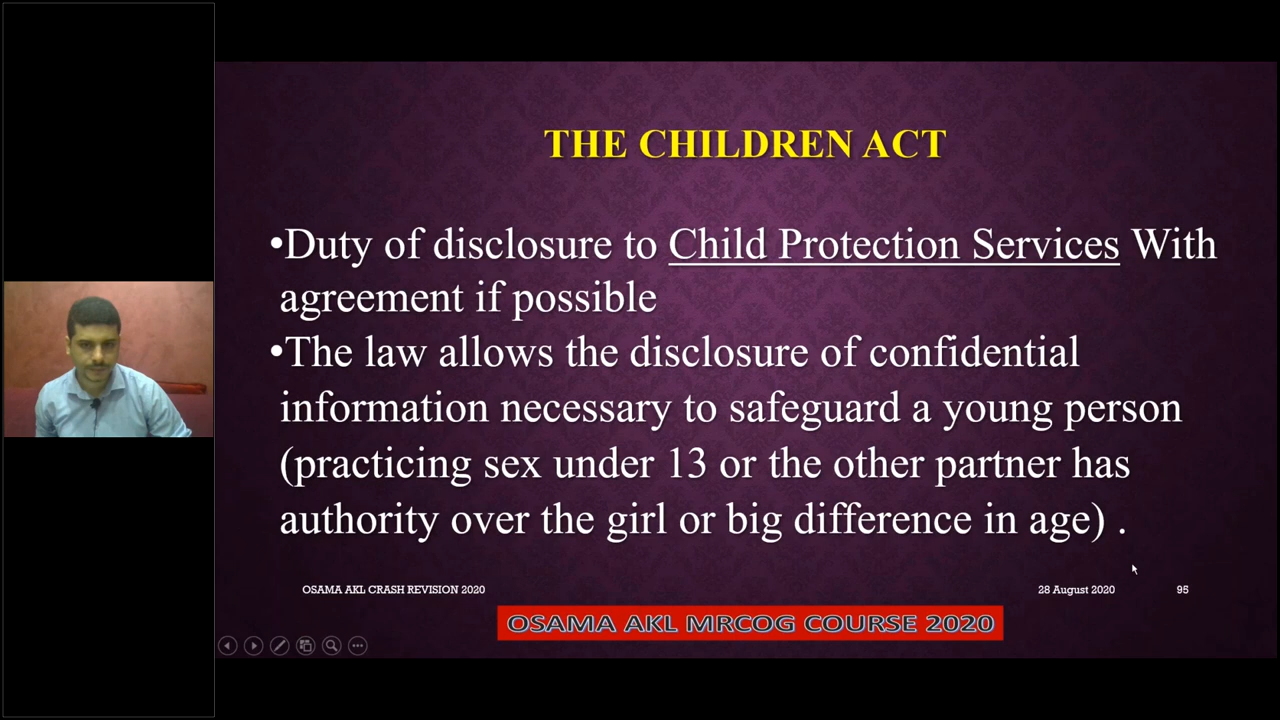 THE CHILDREN ACT
•Duty of disclosure to Child Protection Services With
agreement if possible
•The law allows the disclosure of confidential
information necessary to safeguard a young person
(practicing sex under 13 or the other partner has
authority over the girl or big difference in age) .
OSAMA AKL CRASH REVISION 2020
28 August 2020
95
OSAMA AKL MRCOG COURSE 2020